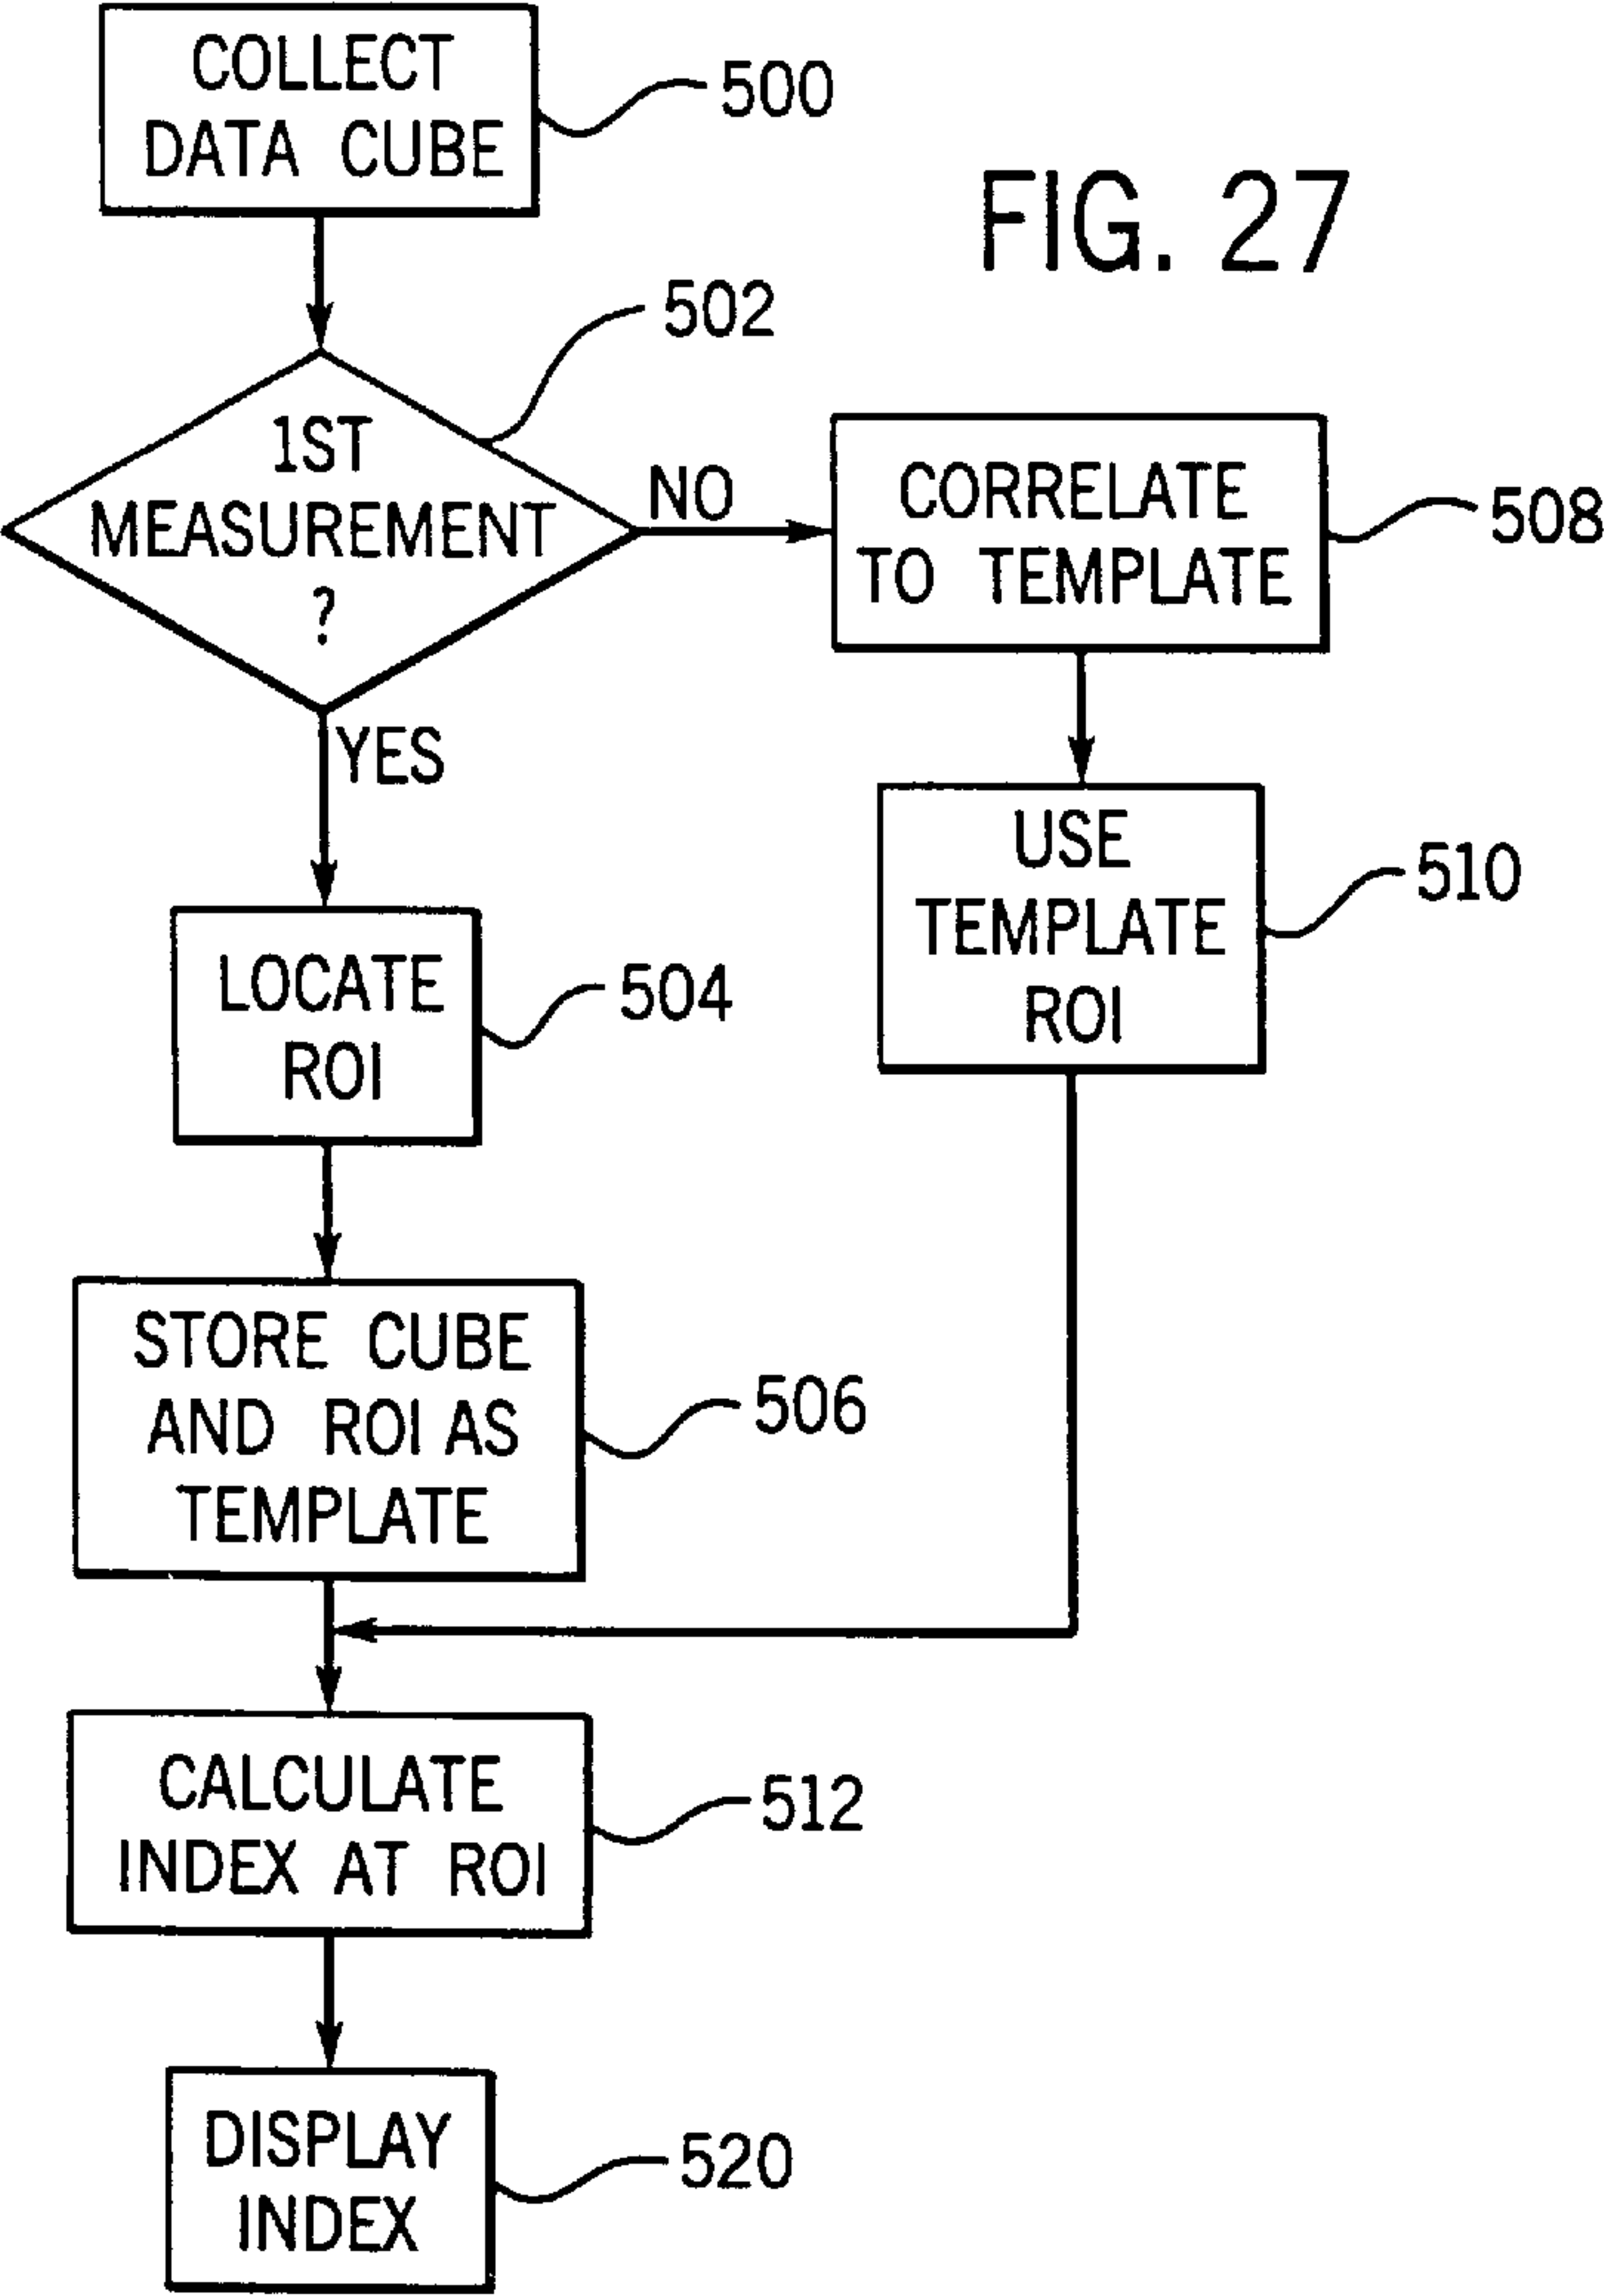 COLLECT
DATA CUBE
500
FIG. 27
502
1ST
MEASUREMENT
?
NO
CORRELATE
TO TEMPLATE
508
YES
USE
TEMPLATE
ROI
510
LOCATE
ROI
504
STORE CUBE
AND ROI AS
TEMPLATE
506
CALCULATE
INDEX AT ROI
512
DISPLAY
INDEX
520